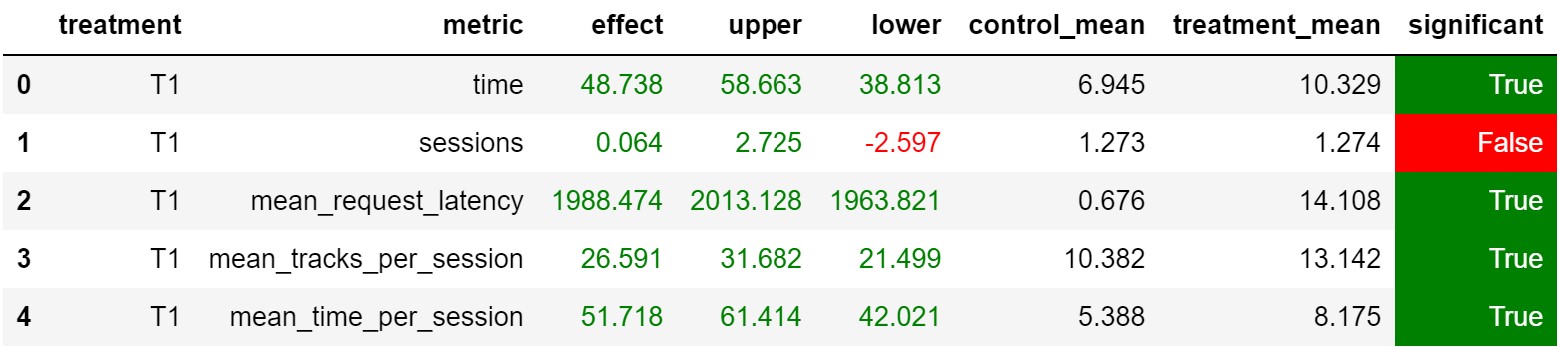 treatment metric effect upper lower control_mean treatment_mean significant
0 T1 time 48.738 58.663 38.813 6.945 10.329 True
1 T1 sessions 0.064 2.725 -2.597 1.273 1.274 False
2 T1 mean_request_latency 1988.474 2013.128 1963.821 0.676 14.108 True
3 T1 mean_tracks_per_session 26.591 31.682 21.499 10.382 13.142 True
4 T1 mean_time_per_session 51.718 61.414 42.021 5.388 8.175 True